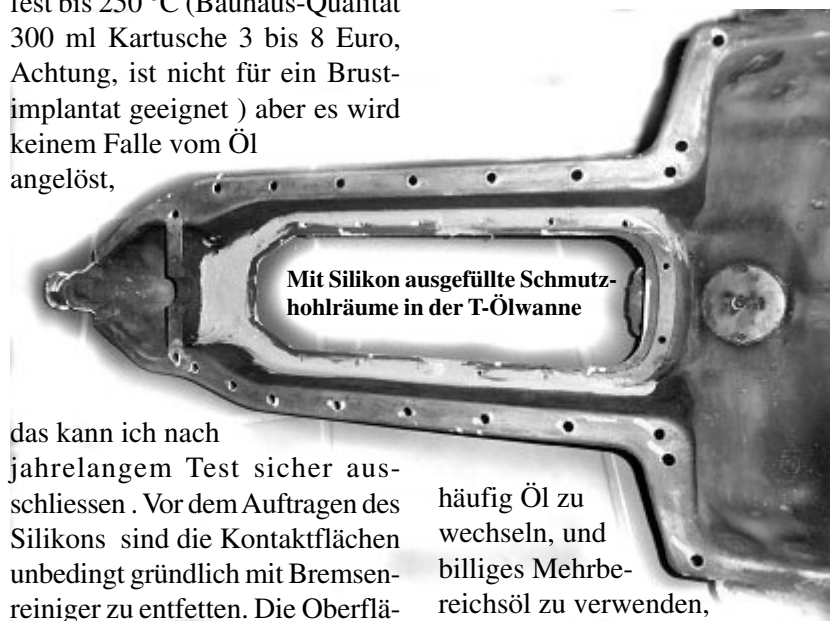 fest bis 250 °C (Bauhaus-Qualität
300 ml Kartusche 3 bis 8 Euro,
Achtung, ist nicht für ein Brust-
implantat geeignet ) aber es wird
keinem Falle vom Öl
angelöst,
Mit Silikon ausgefüllte Schmutz-
hohlräume in der T-Ölwanne
das kann ich nach
jahrelangem Test sicher aus-
schliessen . Vor dem Auftragen des
Silikons sind die Kontaktflächen
unbedingt gründlich mit Bremsen-
reiniger zu entfetten. Die Oberflä-
häufig Öl zu
wechseln, und
billiges Mehrbe-
reichsöl zu verwenden,